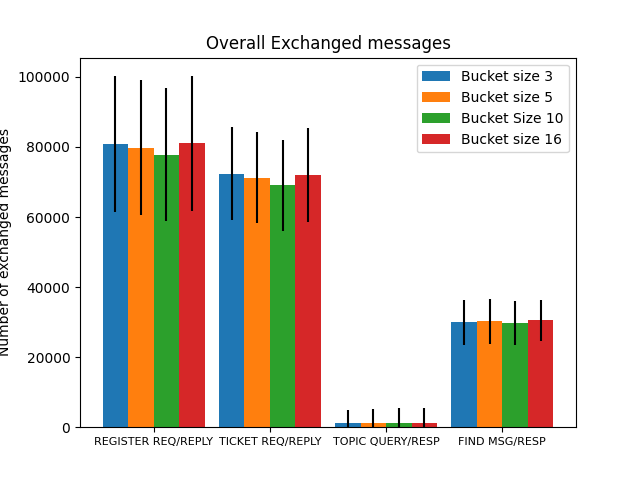 Overall Exchanged messages
Number of exchanged messages
100000
80000
60000
40000
20000
0
Bucket size 3
Bucket size 5
Bucket Size 10
Bucket size 16
REGISTER REQ/REPLY TICKET REQ/REPLY TOPIC QUERY/RESP FIND MSG/RESP